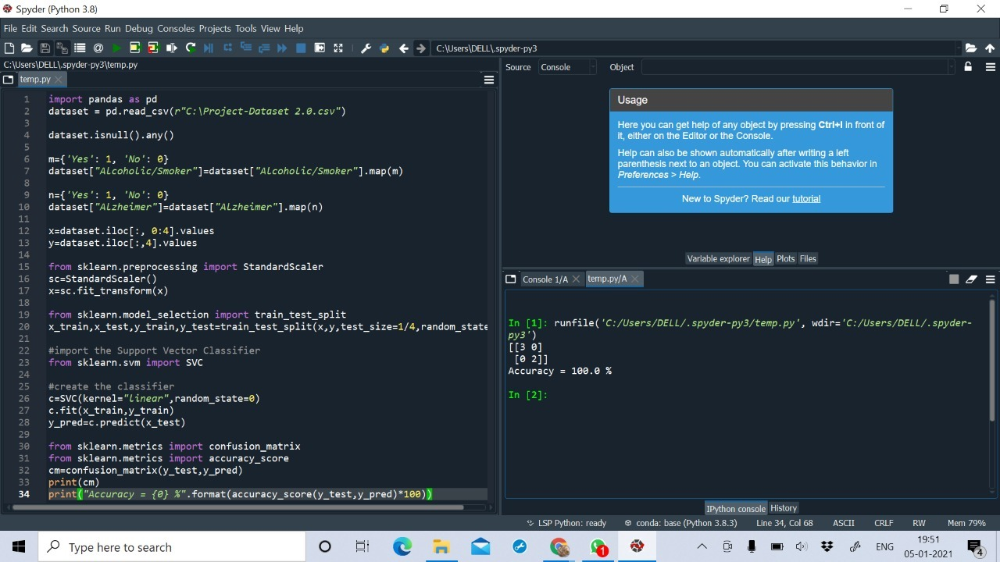 Spyder (Python 3.8)
File Edit Search Source Run Debug Consoles Projects Tools View Help
C:\Users\DELL\.spyder-py3
C:\Users\DELL\.spyder-py3\temp.py
temp.py
1 import pandas as pd
2 dataset = pd.read_csv(r"C:\Project-Dataset 2.0.csv")
3
4 dataset.isnull().any()
5
6 m={'Yes': 1, 'No': 0}
7 dataset["ALcoholic/Smoker"]=dataset["ALcoholic/Smoker"].map(m)
8
9 n={'Yes': 1, 'No': 0}
10 dataset["ALzheimer"]=dataset["ALzheimer"].map(n)
11
12 x=dataset.iloc[:, 0:4].values
13 y=dataset.iloc[:,4].values
14
15 from sklearn.preprocessing import StandardScaler
16 sc=StandardScaler()
17 x=sc.fit_transform(x)
18
19 from sklearn.model_selection import train_test_split
20 x_train,x_test,y_train,y_test=train_test_split(x,y,test_size=1/4,random_state
21
22 #import the Support Vector Classifier
23 from sklearn.svm import SVC
24
25 #create the classifier
26 c=SVC(kernel="linear",random_state=0)
27 c.fit(x_train,y_train)
28 y_pred=c.predict(x_test)
29
30 from sklearn.metrics import confusion_matrix
31 from sklearn.metrics import accuracy_score
32 cm=confusion_matrix(y_test,y_pred)
33 print(cm)
34 print("Accuracy = {0} %".format(accuracy_score(y_test,y_pred)*100))
Source Console Object
Usage
Here you can get help of any object by pressing Ctrl+I in front of
it, either on the Editor or the Console.
Help can also be shown automatically after writing a left
parenthesis next to an object. You can activate this behavior in
Preferences > Help.
New to Spyder? Read our tutorial
Variable explorer Help Plots Files
Console 1/A temp.py/A
In [1]: runfile('C:/Users/DELL/.spyder-py3/temp.py', wdir='C:/Users/DELL/.spyder-
py3')
[[3 0]
[0 2]]
Accuracy = 100.0 %
In [2]:
IPython console History
LSP Python: ready conda: base (Python 3.8.3) Line 34, Col 68 ASCII CRLF RW Mem 79%
Type here to search
1
ENG
19:51
05-01-2021
4